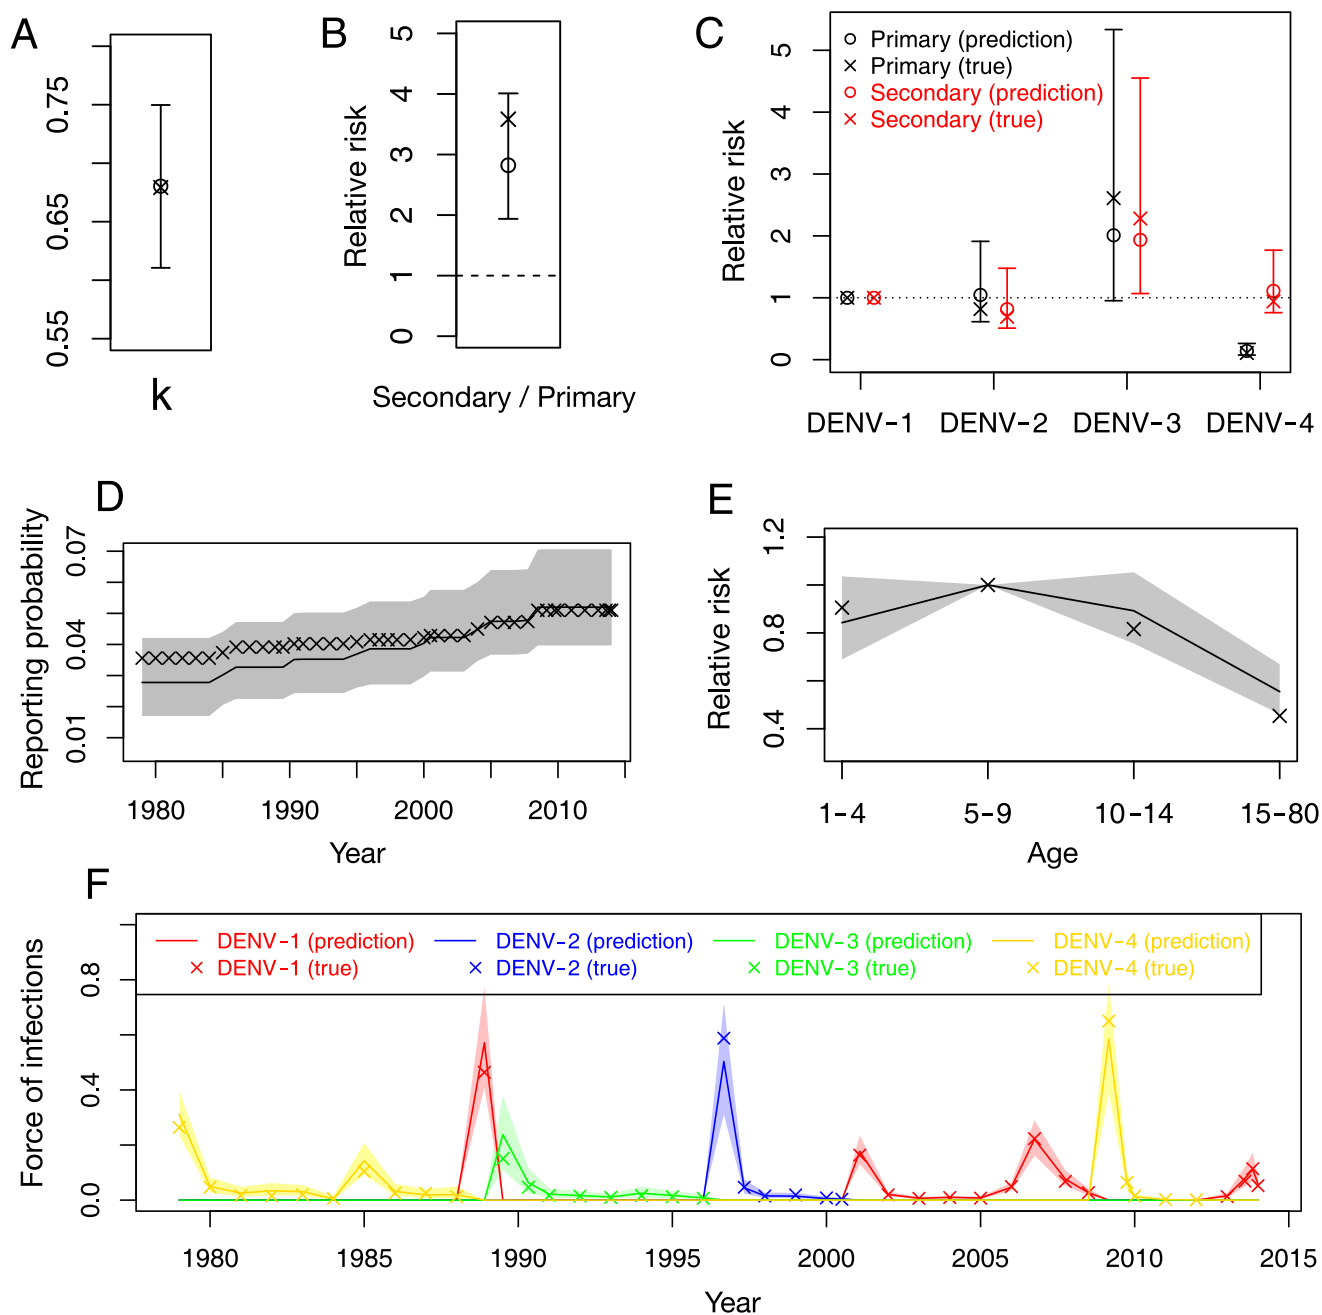 A
0.75
0.65
0.55
k
B
Relative risk
5
4
3
2
1
0
Secondary / Primary
C
Relative risk
5
4
3
2
1
0
Primary (prediction)
Primary (true)
Secondary (prediction)
Secondary (true)
DENV-1 DENV-2 DENV-3 DENV-4
D
Reporting probability
0.07
0.04
0.01
1980 1990 2000 2010
Year
E
Relative risk
1.2
0.8
0.4
1-4 5-9 10-14 15-80
Age
F
Force of infections
0.8
0.4
0.0
DENV-1 (prediction) DENV-2 (prediction) DENV-3 (prediction) DENV-4 (prediction)
DENV-1 (true) DENV-2 (true) DENV-3 (true) DENV-4 (true)
1980 1985 1990 1995 2000 2005 2010 2015
Year